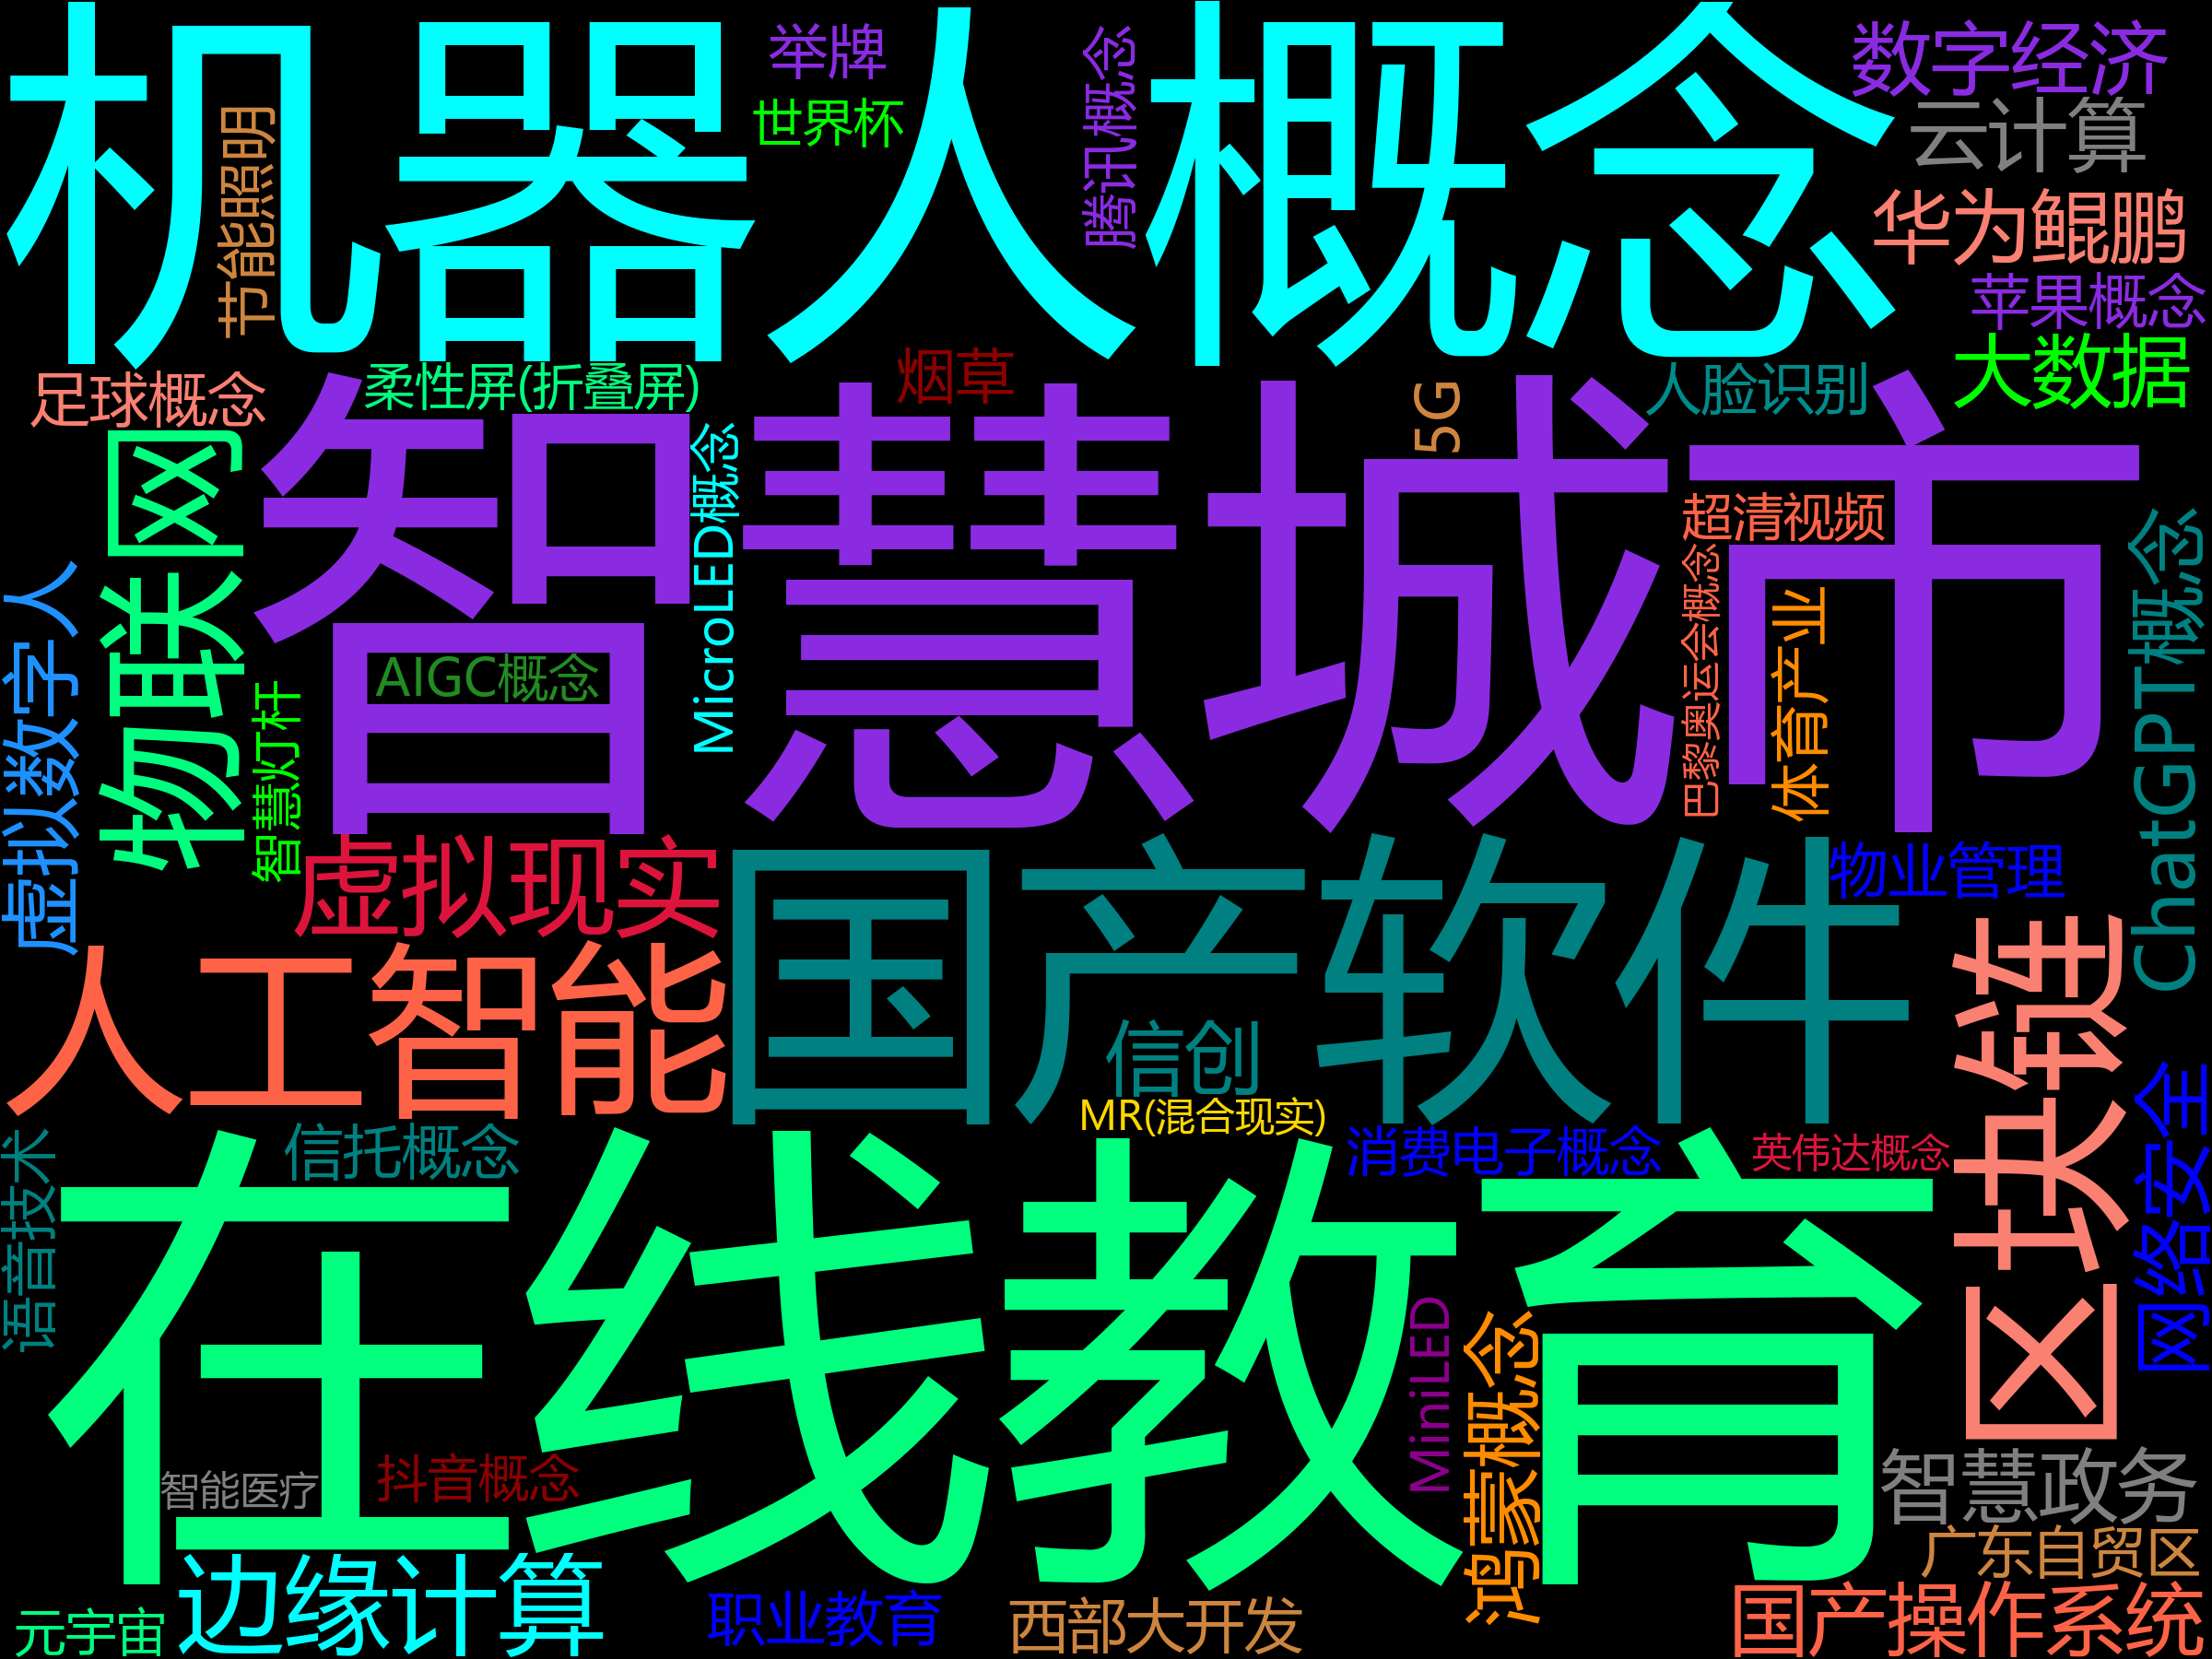 机器人概念
举牌
世界杯
腾讯概念
数字经济
云计算
华为鲲鹏
苹果概念
大数据
节能照明
足球概念
柔性屏(折叠屏)
烟草
5G
人脸识别
智慧城市
物联网
虚拟数字人
智慧灯杆
AIGC概念
MicroLED概念
超清视频
巴黎奥运会概念
体育产业
ChatGPT概念
虚拟现实
国产软件
物业管理
人工智能
信创
MR(混合现实)
区块链
网络安全
语音技术
信托概念
消费电子概念
英伟达概念
在线教育
MiniLED
鸿蒙概念
智能医疗
抖音概念
智慧政务
广东自贸区
边缘计算
元宇宙
职业教育
西部大开发
国产操作系统